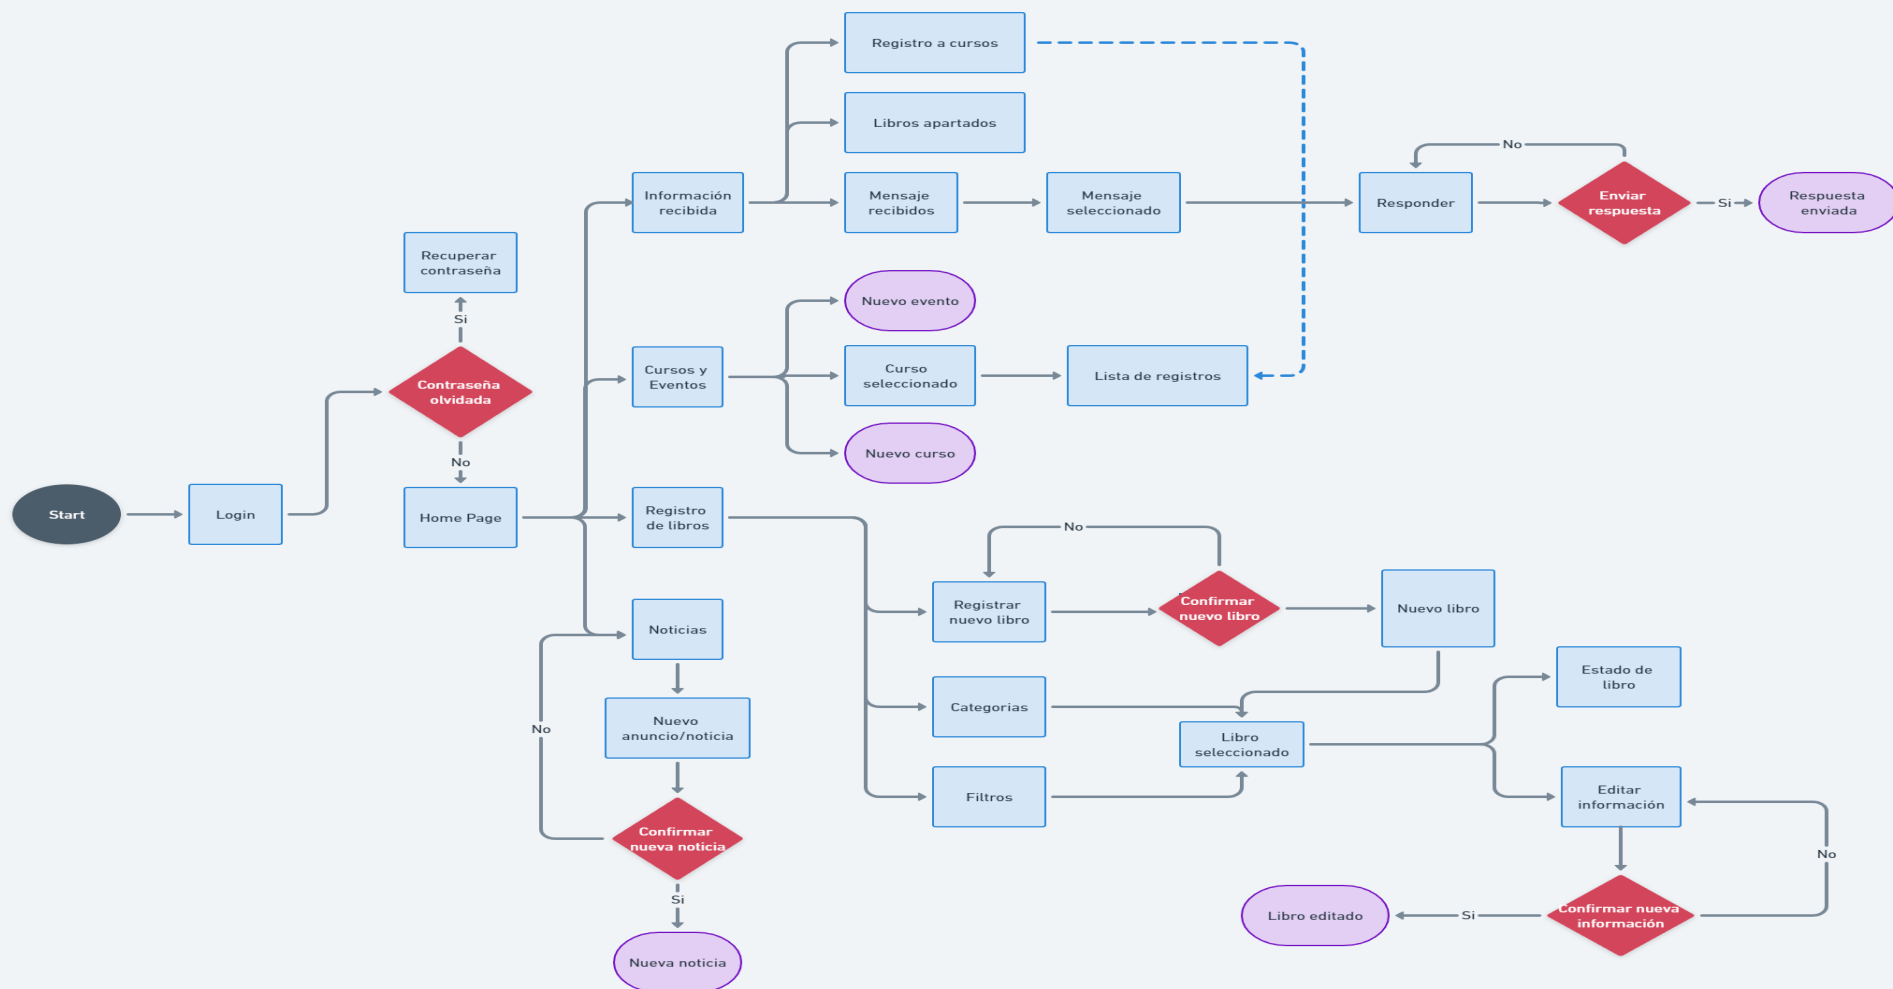 Registro a cursos
Libros apartados
Información
recibida
Mensaje
recibidos
Mensaje
seleccionado
Responder
No
Enviar
respuesta
Si
Respuesta
enviada
Recuperar
contraseña
Si
Contraseña
olvidada
No
Nuevo evento
Cursos y
Eventos
Curso
seleccionado
Lista de registros
Nuevo curso
Start
Login
Home Page
Registro
de libros
No
Registrar
nuevo libro
Confirmar
nuevo libro
Nuevo libro
Noticias
Estado de
libro
Categorias
Nuevo
anuncio/noticia
No
Libro
seleccionado
Filtros
Editar
información
Confirmar
nueva noticia
No
Si
Libro editado
Si
Confirmar nueva
información
Nueva noticia